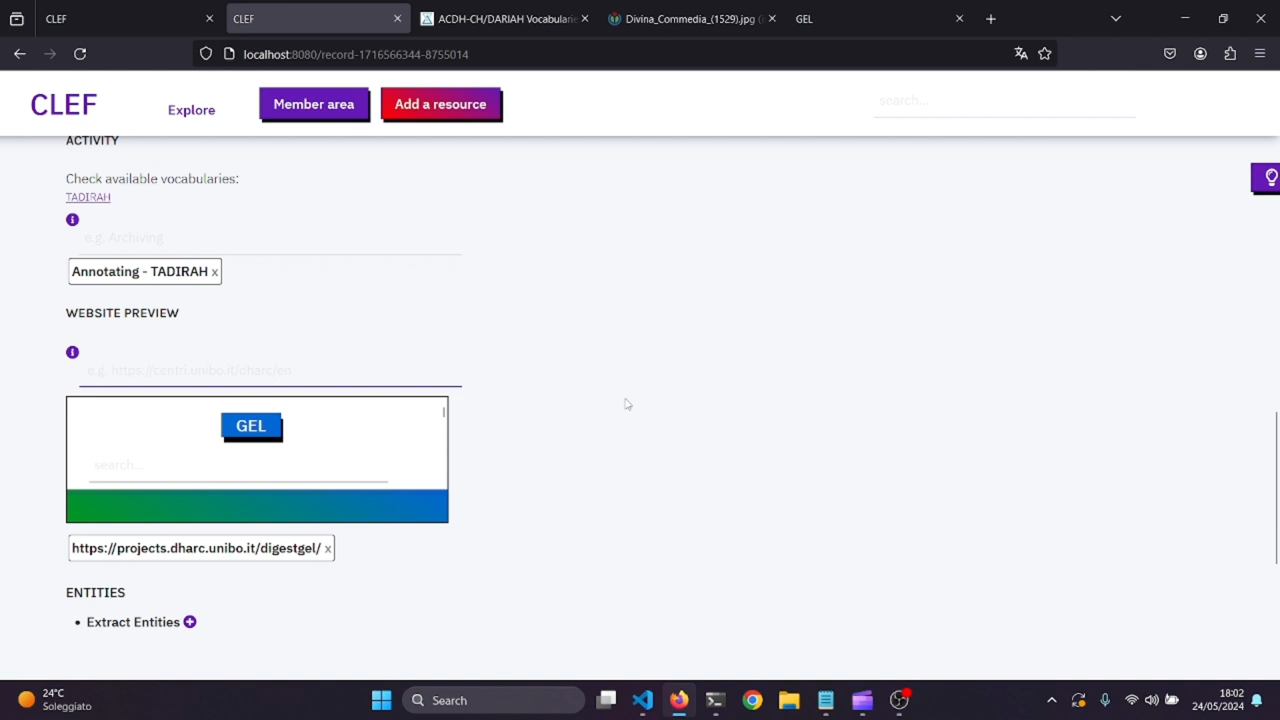 CLEF
CLEF
ACDH-CH/DARIAH Vocabularie
Divina_Commedia_(1529).jpg (
GEL
localhost:8080/record-1716566344-8755014
CLEF
Explore
Member area
Add a resource
search...
ACTIVITY
Check available vocabularies:
TADIRAH
e.g. Archiving
Annotating - TADIRAH x
WEBSITE PREVIEW
e.g. https://centri.unibo.it/dharc/en
GEL
search...
https://projects.dharc.unibo.it/digestgel/ x
ENTITIES
• Extract Entities
24°C
Soleggiato
Search
18:02
24/05/2024